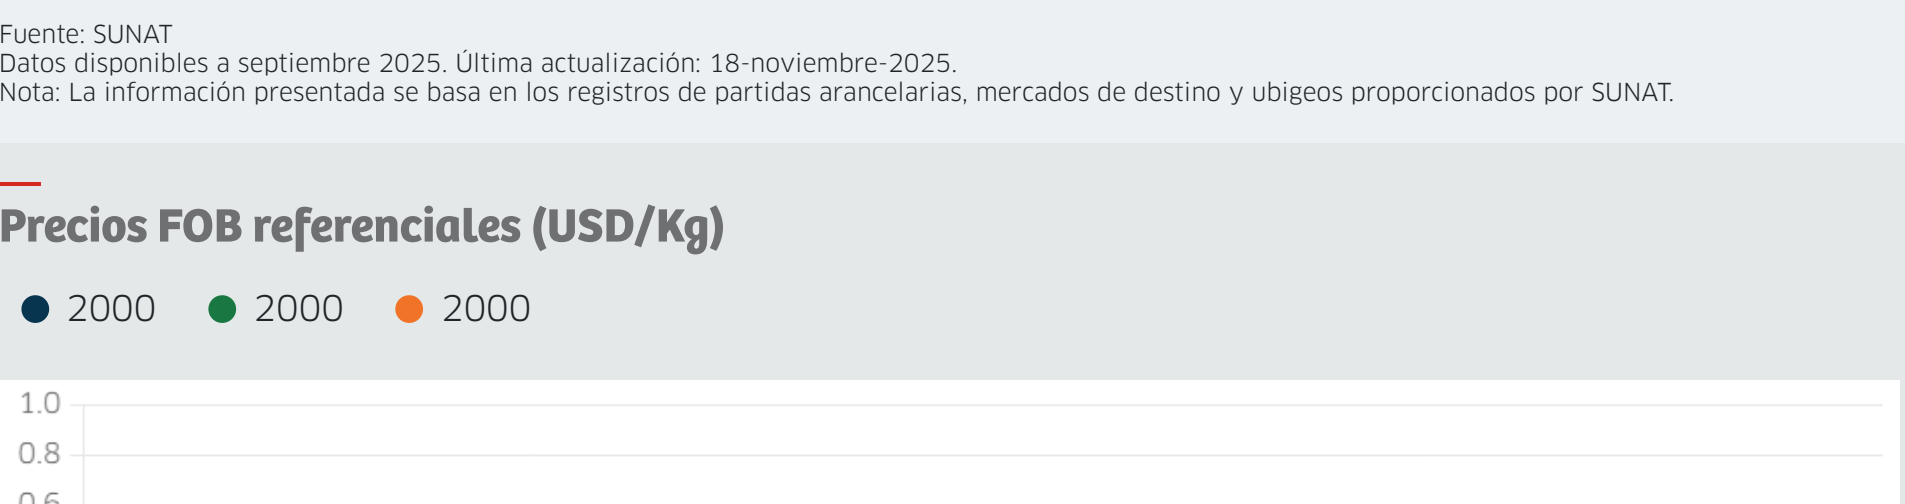 Fuente: SUNAT
Datos disponibles a septiembre 2025. Última actualización: 18-noviembre-2025.
Nota: La información presentada se basa en los registros de partidas arancelarias, mercados de destino y ubigeos proporcionados por SUNAT.
Precios FOB referenciales (USD/Kg)
2000 2000 2000
1.0
0.8
0.6